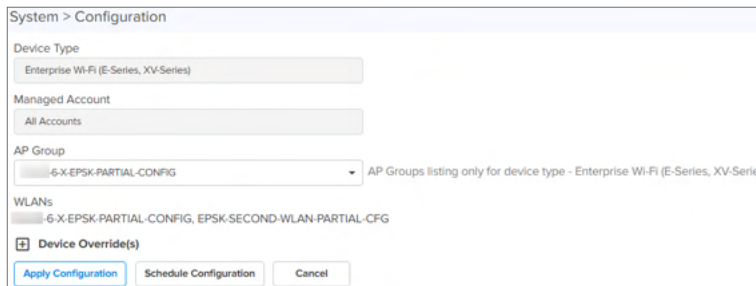 System > Configuration
Device Type
Enterprise Wi-Fi (E-Series, XV-Series)
Managed Account
All Accounts
AP Group
-6-X-EPSK-PARTIAL-CONFIG
AP Groups listing only for device type - Enterprise Wi-Fi (E-Series, XV-Serie
WLANs
-6-X-EPSK-PARTIAL-CONFIG, EPSK-SECOND-WLAN-PARTIAL-CFG
Device Override(s)
Apply Configuration Schedule Configuration Cancel